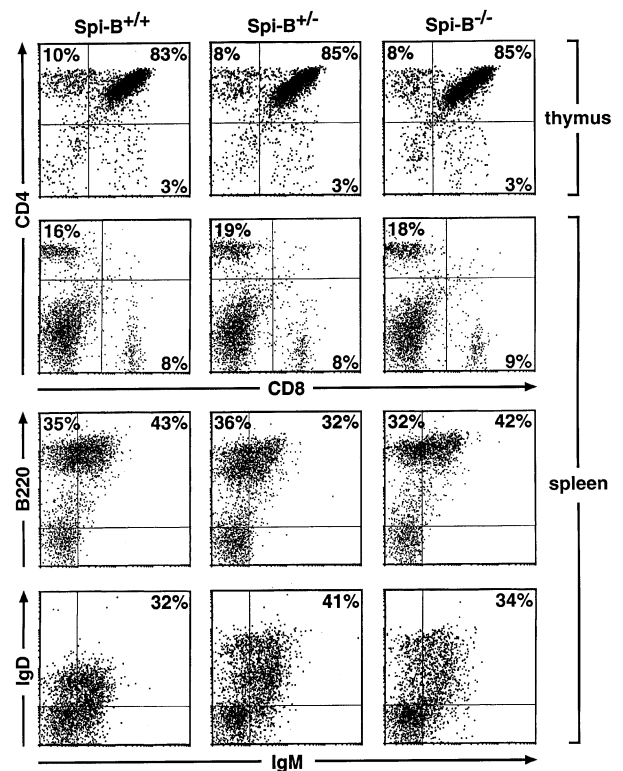 Spi-B+/+ Spi-B+/- Spi-B-/-
10% 83% 8% 85% 8% 85%
thymus
3% 3% 3%
CD4
16% 19% 18%
8% 8% 9%
CD8
35% 43% 36% 32% 32% 42%
B220
spleen
32% 41% 34%
IgD
IgM